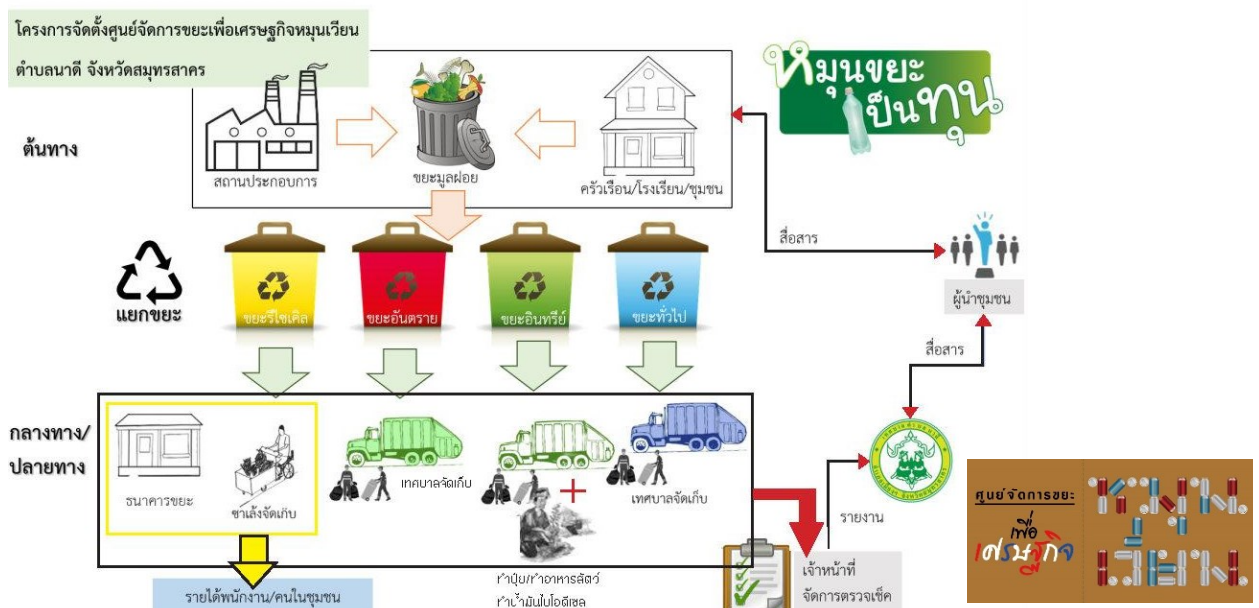 โครงการจัดตั้งศูนย์จัดการขยะเพื่อเศรษฐกิจหมุนเวียน
ตำบลนาดี จังหวัดสมุทรสาคร
หมุนขยะ
เป็นทุน
ต้นทาง
สถานประกอบการ
ขยะมูลฝอย
ครัวเรือน/โรงเรียน/ชุมชน
สื่อสาร
ผู้นำชุมชน
แยกขยะ
ขยะรีไซเคิล
ขยะอันตราย
ขยะอินทรีย์
ขยะทั่วไป
สื่อสาร
กลางทาง/
ปลายทาง
ธนาคารขยะ
ซาเล้งจัดเก็บ
เทศบาลจัดเก็บ
เทศบาลจัดเก็บ
รายงาน
ศูนย์จัดการขยะ
เพื่อ
เศรษฐกิจ
เจ้าหน้าที่
จัดการตรวจเช็ค
ทำปุ๋ย/ทำอาหารสัตว์
ทำน้ำมันไบโอดีเซล
รายได้พนักงาน/คนในชุมชน